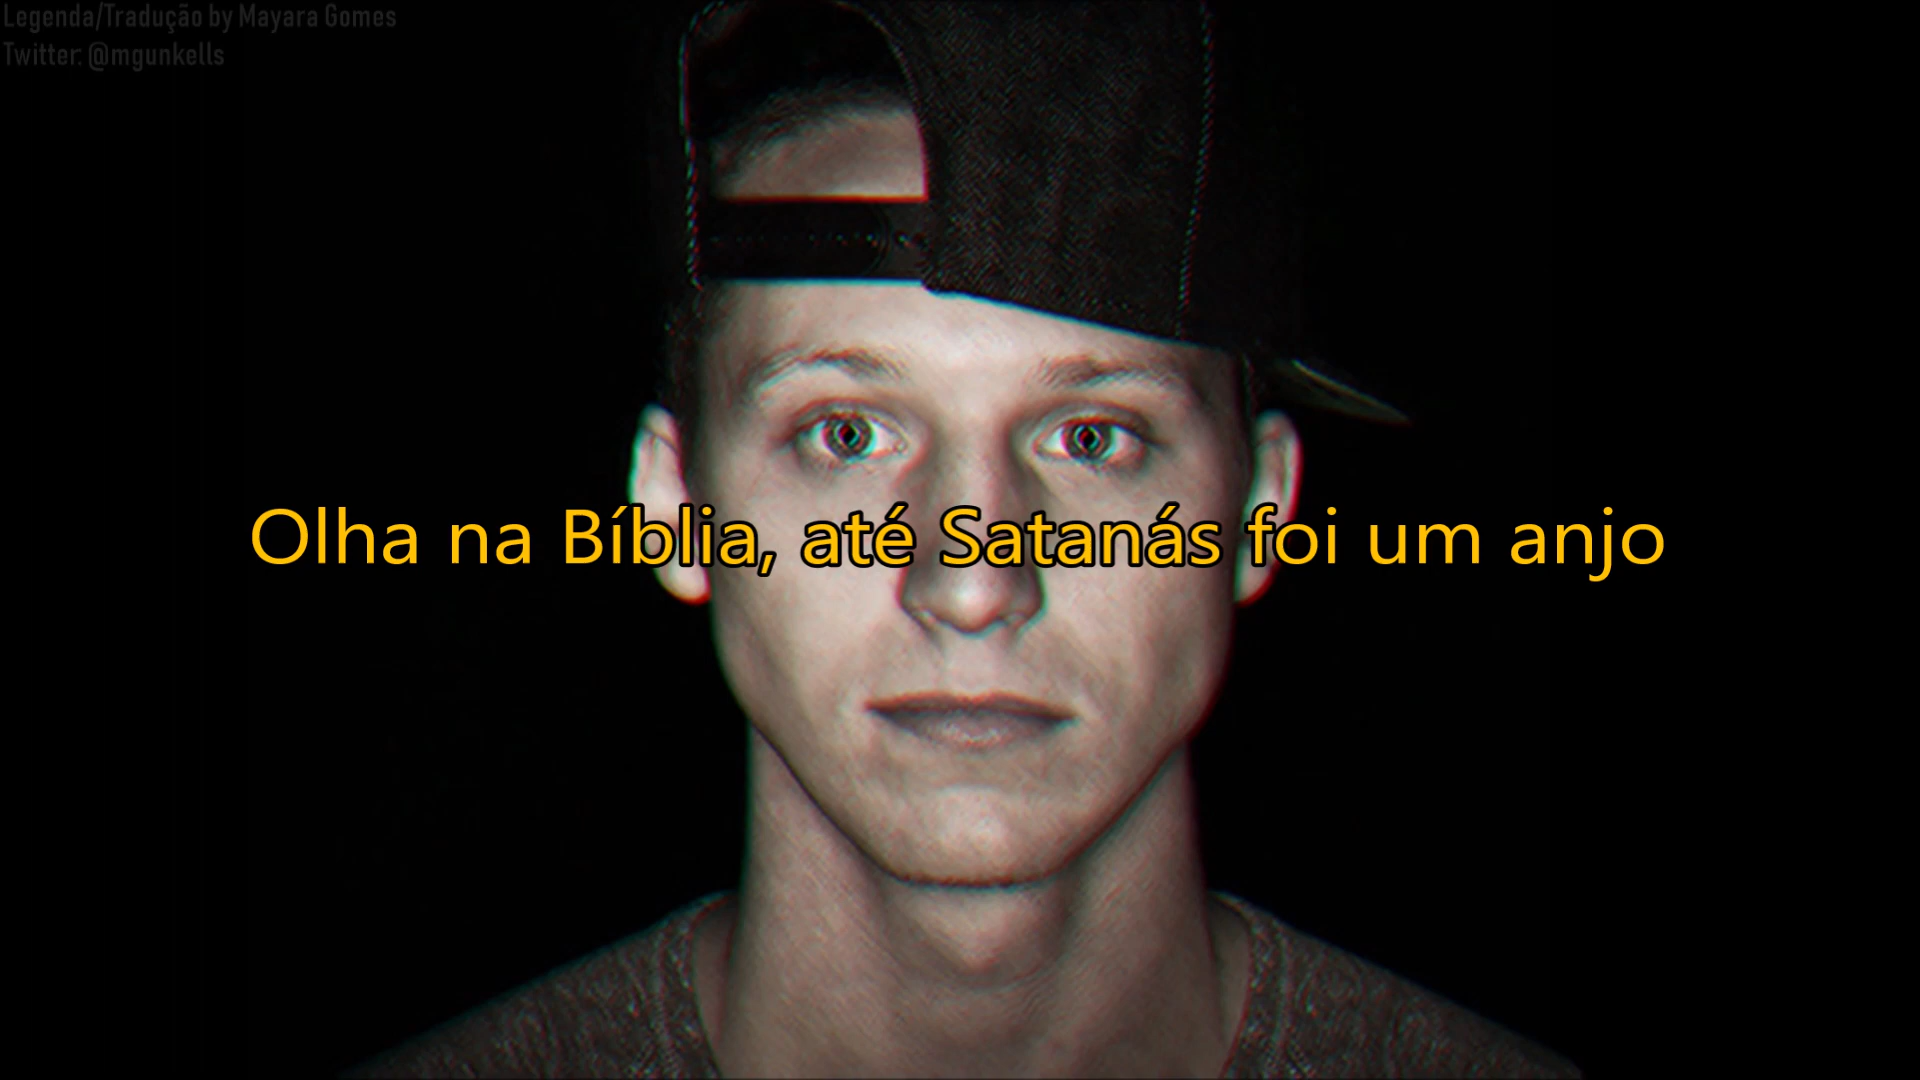 Legenda/Tradução by Mayara Gomes
Twitter: @mgunkells
Olha na Bíblia, até Satanás foi um anjo